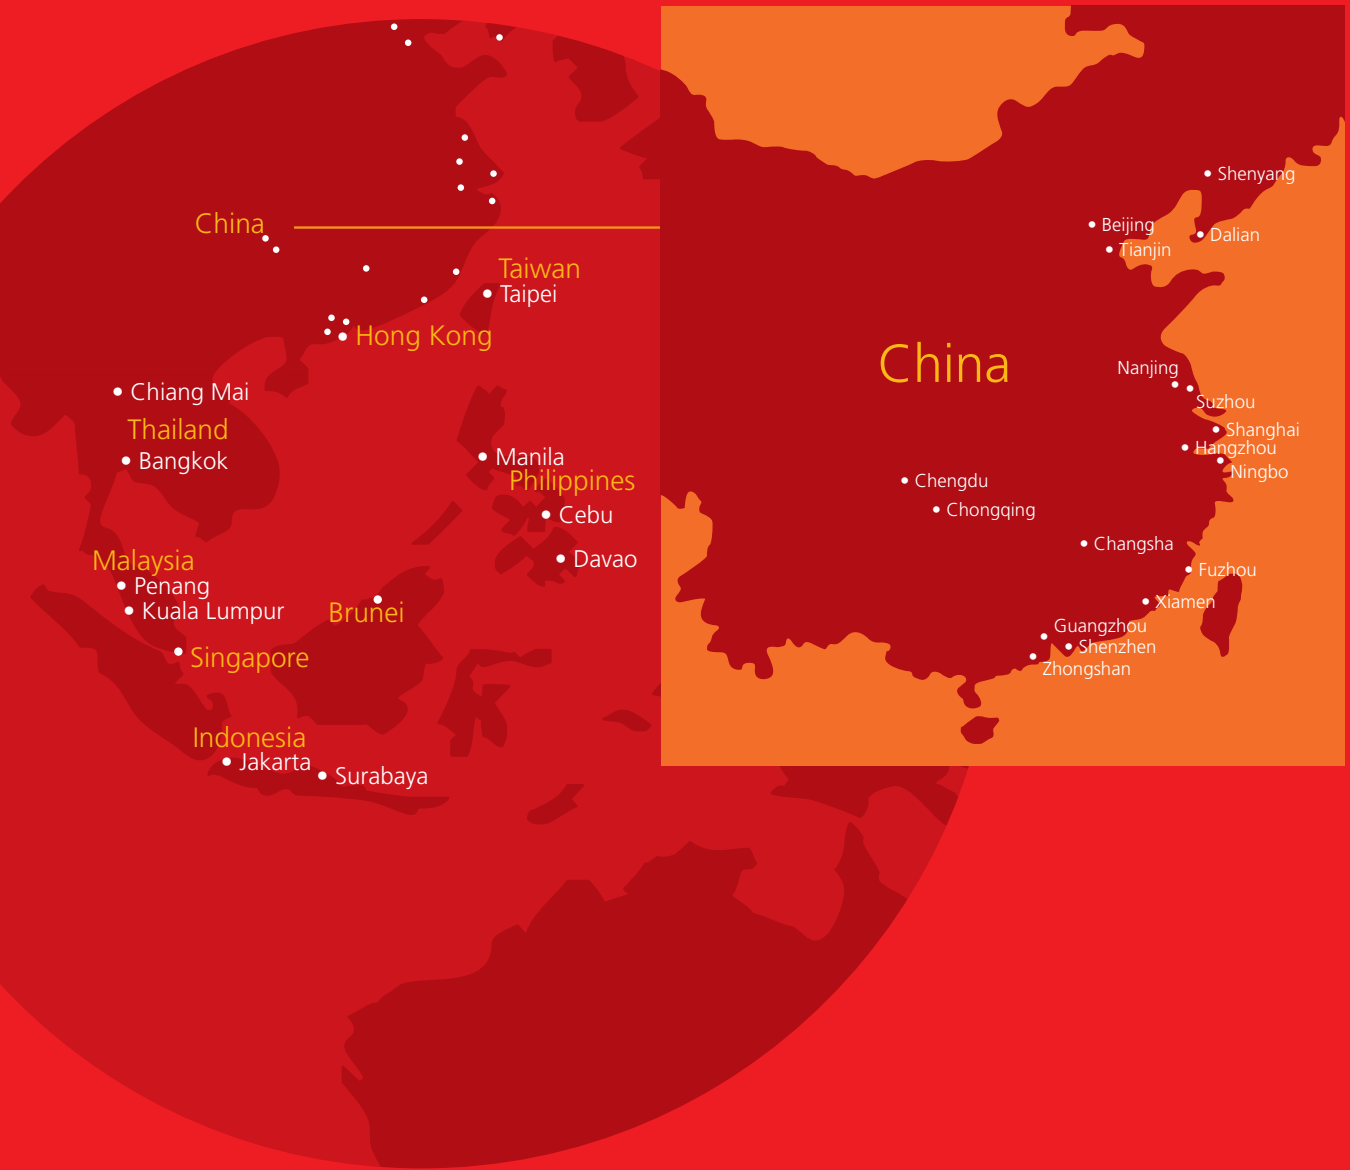 China
Taiwan
Taipei
Hong Kong
Chiang Mai
Thailand
Bangkok
Manila
Philippines
Cebu
Davao
Malaysia
Penang
Kuala Lumpur
Brunei
Singapore
Indonesia
Jakarta
Surabaya
Shenyang
Beijing
Dalian
Tianjin
China
Nanjing
Suzhou
Shanghai
Hangzhou
Ningbo
Chengdu
Chongqing
Changsha
Fuzhou
Xiamen
Guangzhou
Shenzhen
Zhongshan